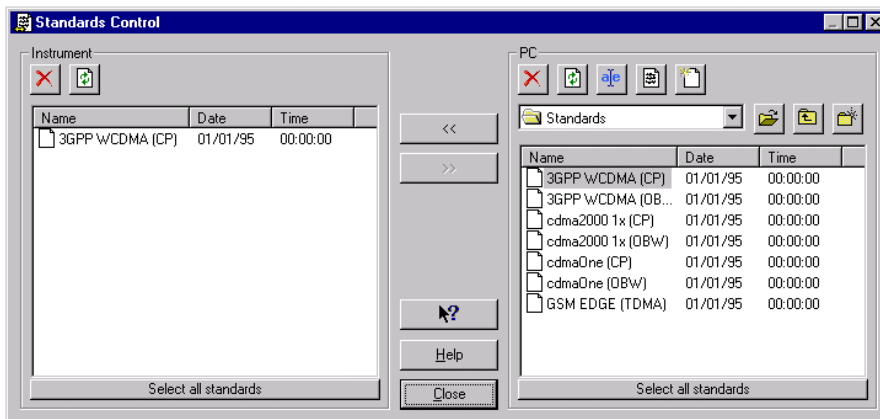 Standards Control
Instrument
Name Date Time
3GPP WCDMA (CP) 01/01/95 00:00:00
Select all standards
<<
>>
?
Help
Close
PC
a e
Standards
Name Date Time
3GPP WCDMA (CP) 01/01/95 00:00:00
3GPP WCDMA (OB... 01/01/95 00:00:00
cdma2000 1x (CP) 01/01/95 00:00:00
cdma2000 1x (OBW) 01/01/95 00:00:00
cdmaOne (CP) 01/01/95 00:00:00
cdmaOne (OBW) 01/01/95 00:00:00
GSM EDGE (TDMA) 01/01/95 00:00:00
Select all standards